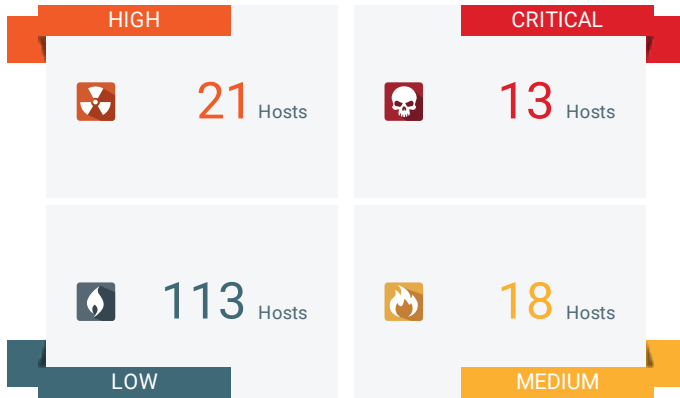 HIGH
21 Hosts
CRITICAL
13 Hosts
113 Hosts
LOW
18 Hosts
MEDIUM